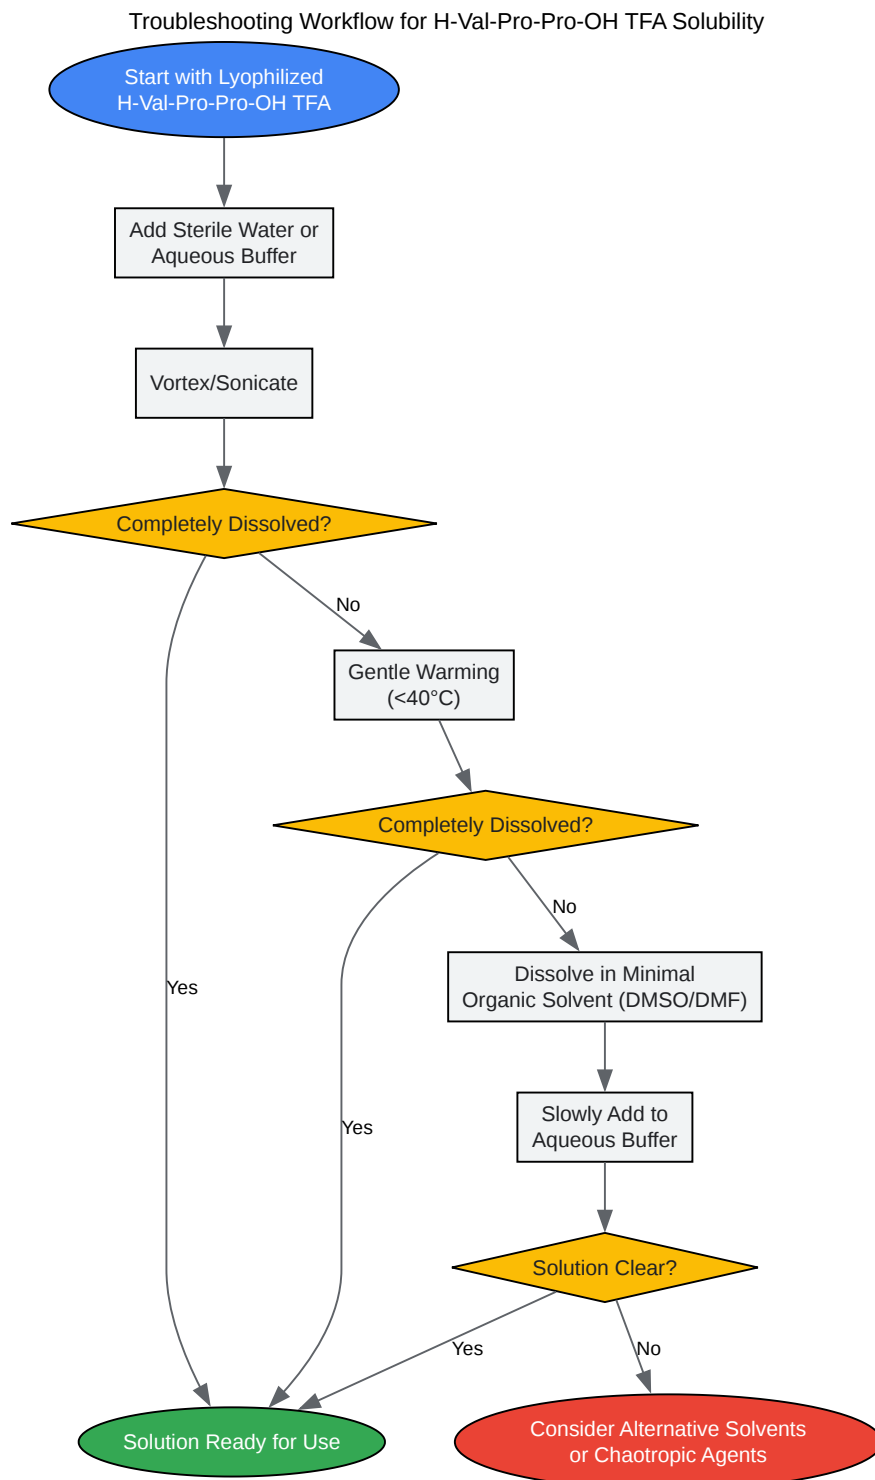 Troubleshooting Workflow for H-Val-Pro-Pro-OH TFA Solubility
Start with Lyophilized
H-Val-Pro-Pro-OH TFA
Add Sterile Water or
Aqueous Buffer
Vortex/Sonicate
Completely Dissolved?
No
Gentle Warming
(<40°C)
Completely Dissolved?
No
Dissolve in Minimal
Organic Solvent (DMSO/DMF)
Yes
Slowly Add to
Aqueous Buffer
Yes
Solution Clear?
Yes
No
Solution Ready for Use
Consider Alternative Solvents
or Chaotropic Agents